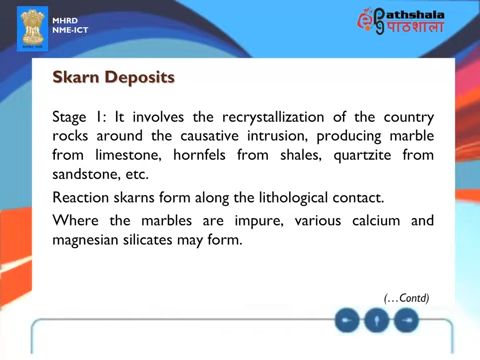 MHRD
NME-ICT
epathshala
पाठशाला
Skarn Deposits
Stage 1: It involves the recrystallization of the country
rocks around the causative intrusion, producing marble
from limestone, hornfels from shales, quartzite from
sandstone, etc.
Reaction skarns form along the lithological contact.
Where the marbles are impure, various calcium and
magnesian silicates may form.
(…Contd)